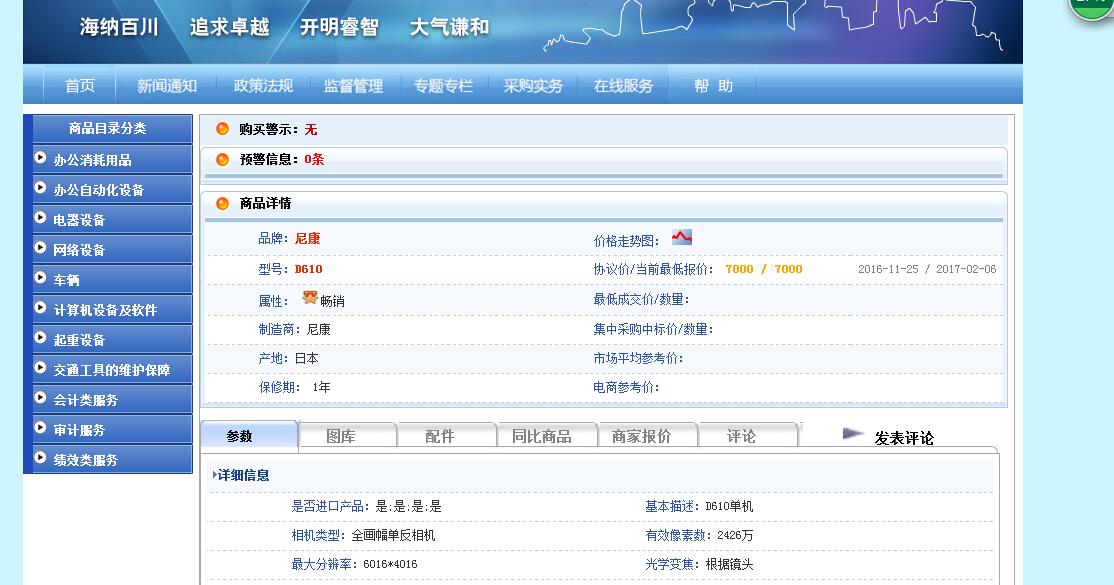 海纳百川 追求卓越 开明睿智 大气谦和
首页 新闻通知 政策法规 监督管理 专题专栏 采购实务 在线服务 帮 助
商品目录分类
办公消耗用品
办公自动化设备
电器设备
网络设备
车辆
计算机设备及软件
起重设备
交通工具的维护保障
会计类服务
审计服务
绩效类服务
购买警示：无
预警信息：0条
商品详情
品牌：尼康 价格走势图：
型号：D610 协议价/当前最低报价： 7000 / 7000 2016-11-25 / 2017-02-06
属性： 畅销 最低成交价/数量：
制造商：尼康 集中采购中标价/数量：
产地：日本 市场平均参考价：
保修期： 1年 电商参考价：
参数 图库 配件 同比商品 商家报价 评论 发表评论
详细信息
是否进口产品：是;是;是;是 基本描述：D610单机
相机类型：全画幅单反相机 有效像素数：2426万
最大分辨率：6016*4016 光学变焦：根据镜头